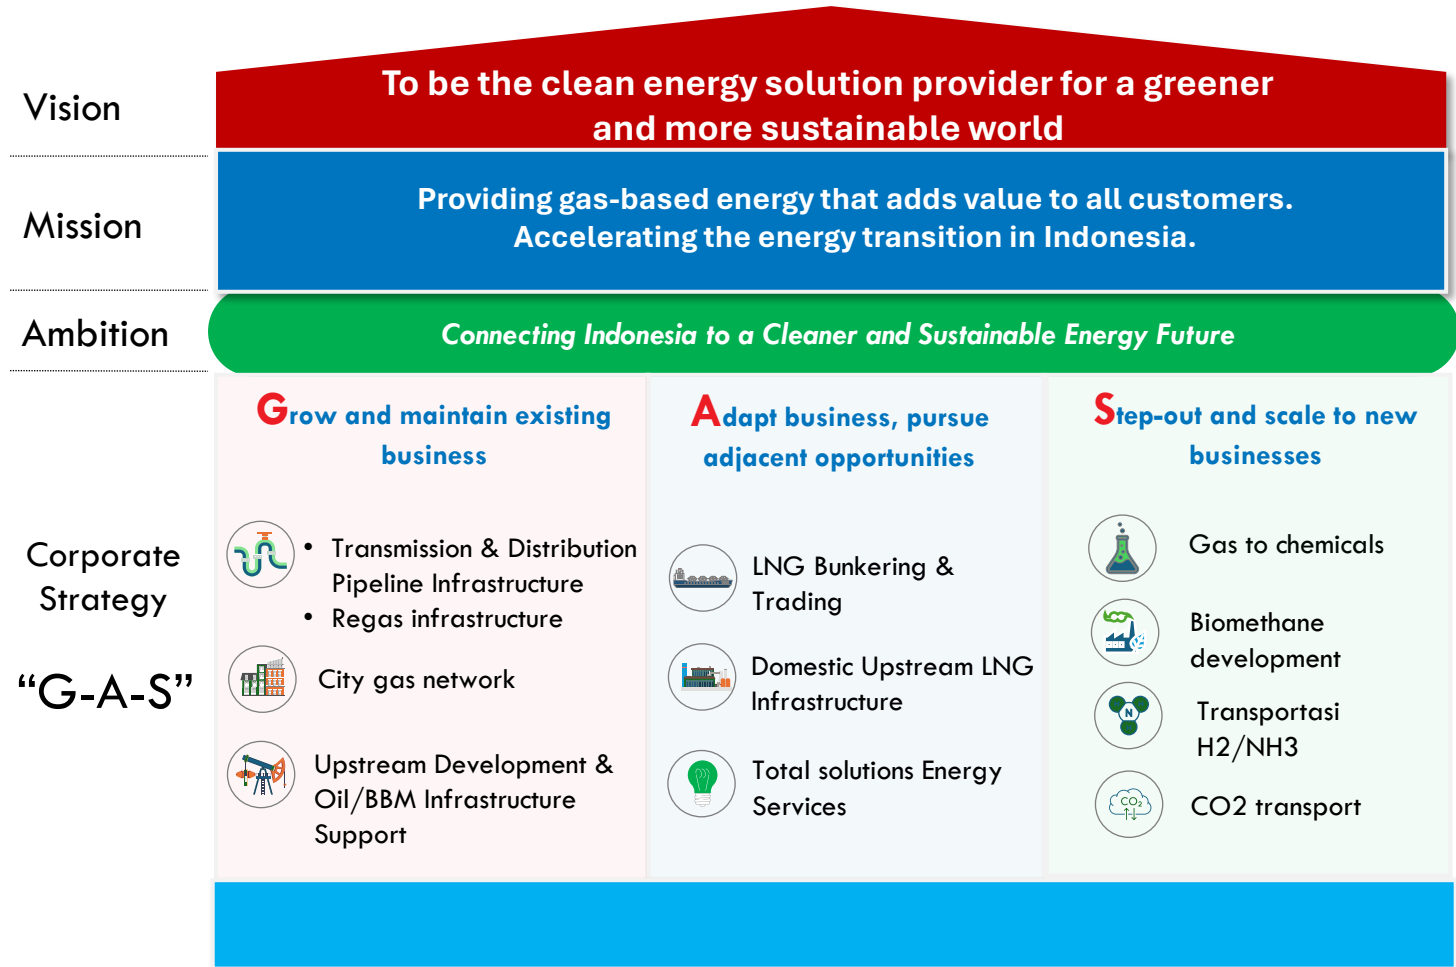 Vision
To be the clean energy solution provider for a greener
and more sustainable world
Mission
Providing gas-based energy that adds value to all customers.
Accelerating the energy transition in Indonesia.
Ambition
Connecting Indonesia to a Cleaner and Sustainable Energy Future
Corporate
Strategy
“G-A-S”
Grow and maintain existing
business
• Transmission & Distribution
Pipeline Infrastructure
• Regas infrastructure
City gas network
Upstream Development &
Oil/BBM Infrastructure
Support
Adapt business, pursue
adjacent opportunities
LNG Bunkering &
Trading
Domestic Upstream LNG
Infrastructure
Total solutions Energy
Services
Step-out and scale to new
businesses
Gas to chemicals
Biomethane
development
N
Transportasi
H2/NH3
CO2
CO2 transport